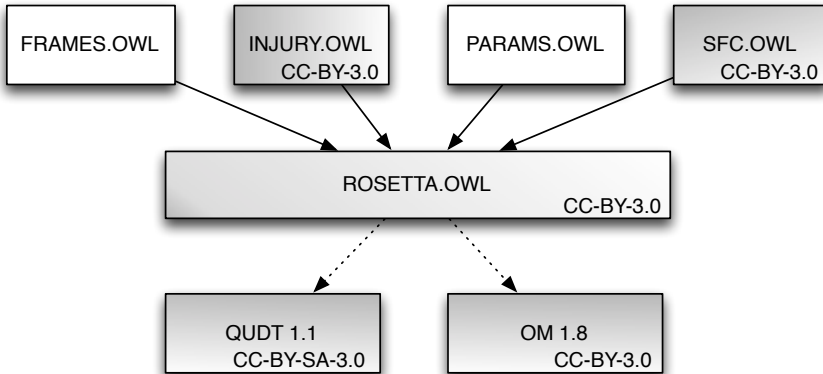 FRAMES.OWL
INJURY.OWL
CC-BY-3.0
PARAMS.OWL
SFC.OWL
CC-BY-3.0
ROSETTA.OWL
CC-BY-3.0
QUDT 1.1
CC-BY-SA-3.0
OM 1.8
CC-BY-3.0